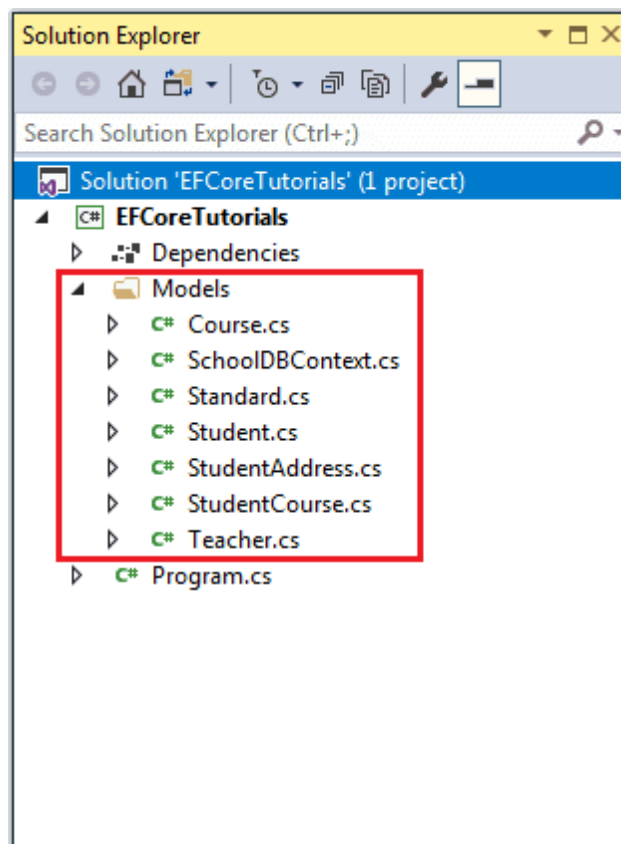 Solution Explorer
Search Solution Explorer (Ctrl+;)
Solution 'EFCoreTutorials' (1 project)
C# EFCoreTutorials
Dependencies
Models
C# Course.cs
C# SchoolDBContext.cs
C# Standard.cs
C# Student.cs
C# StudentAddress.cs
C# StudentCourse.cs
C# Teacher.cs
C# Program.cs